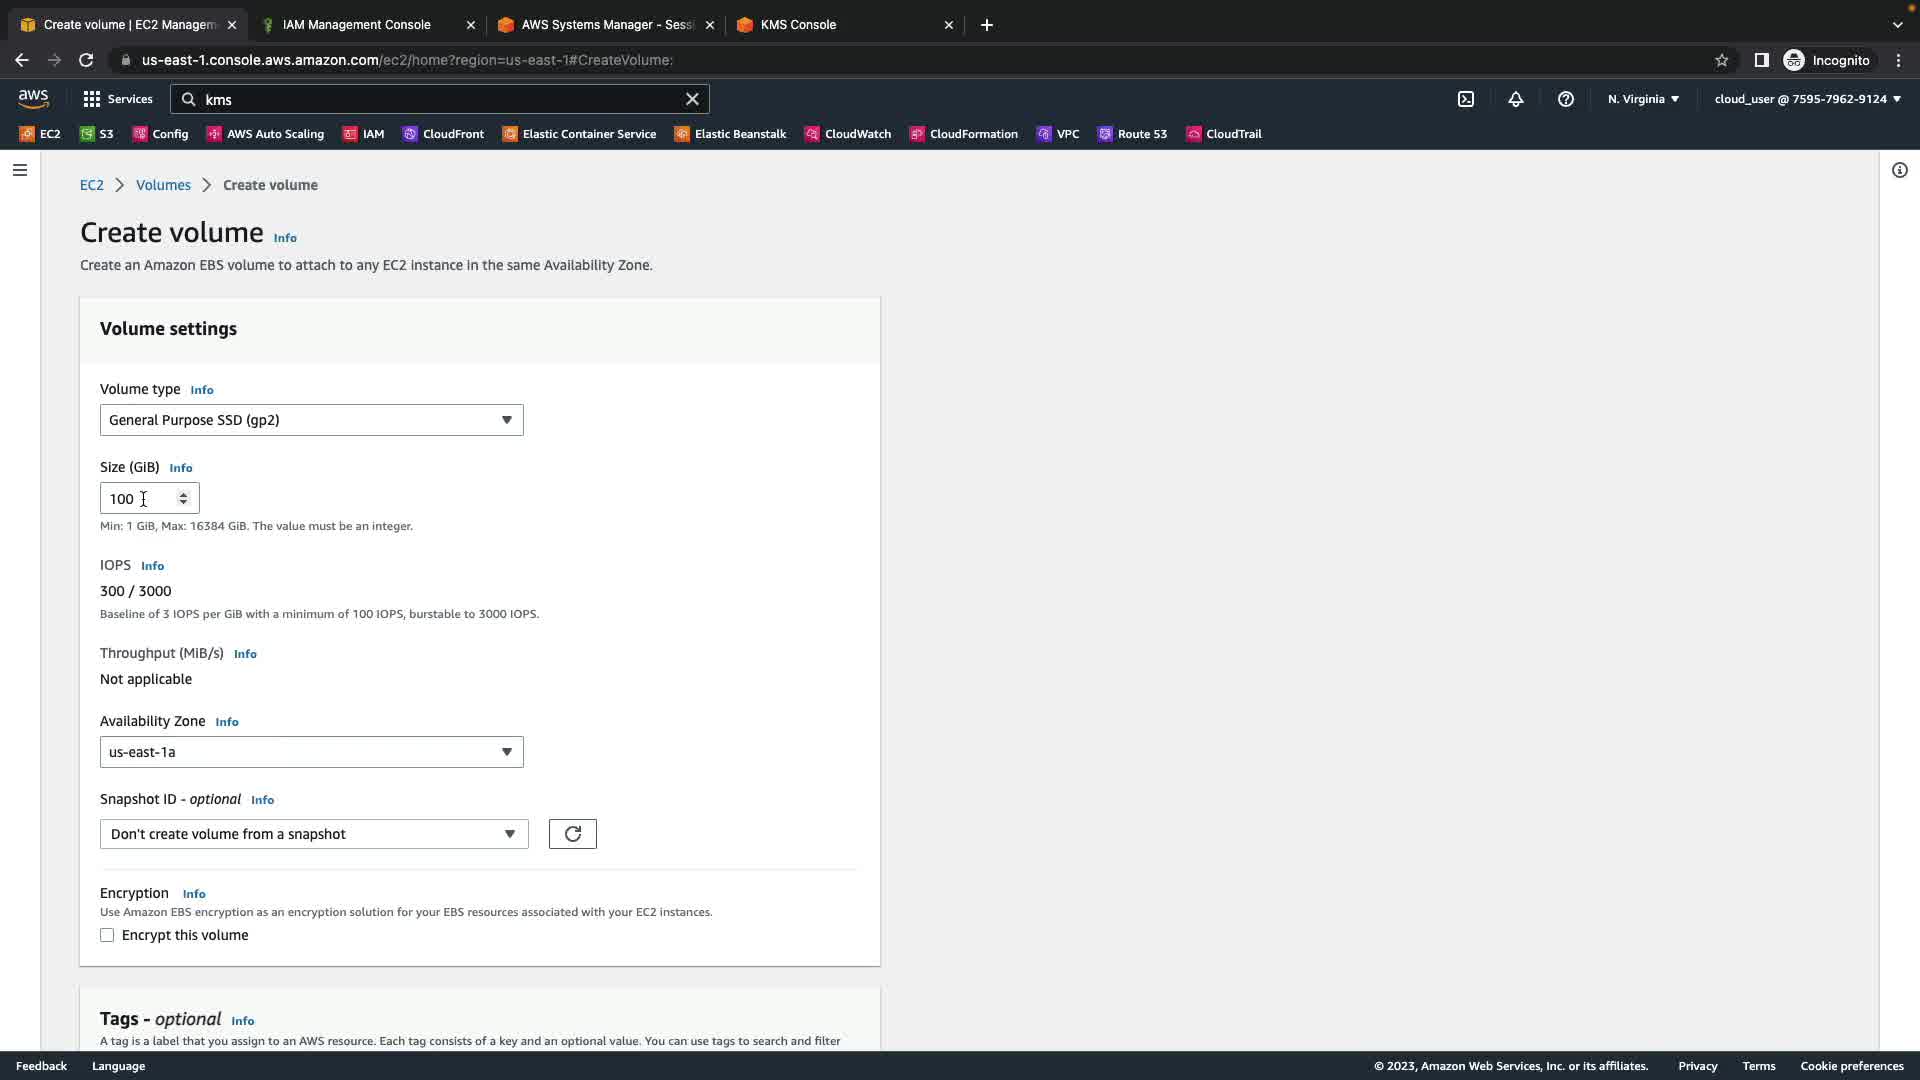 Create volume | EC2 Managem
IAM Management Console
AWS Systems Manager - Sessi
KMS Console
us-east-1.console.aws.amazon.com/ec2/home?region=us-east-1#CreateVolume:
Incognito
aws
Services
kms
N. Virginia
cloud_user @ 7595-7962-9124
EC2
S3
Config
AWS Auto Scaling
IAM
CloudFront
Elastic Container Service
Elastic Beanstalk
CloudWatch
CloudFormation
VPC
Route 53
CloudTrail
EC2 > Volumes > Create volume
Create volume Info
Create an Amazon EBS volume to attach to any EC2 instance in the same Availability Zone.
Volume settings
Volume type Info
General Purpose SSD (gp2)
Size (GiB) Info
100
Min: 1 GiB, Max: 16384 GiB. The value must be an integer.
IOPS Info
300 / 3000
Baseline of 3 IOPS per GiB with a minimum of 100 IOPS, burstable to 3000 IOPS.
Throughput (MiB/s) Info
Not applicable
Availability Zone Info
us-east-1a
Snapshot ID - optional Info
Don't create volume from a snapshot
Encryption Info
Use Amazon EBS encryption as an encryption solution for your EBS resources associated with your EC2 instances.
Encrypt this volume
Tags - optional Info
A tag is a label that you assign to an AWS resource. Each tag consists of a key and an optional value. You can use tags to search and filter
Feedback
Language
© 2023, Amazon Web Services, Inc. or its affiliates.
Privacy
Terms
Cookie preferences